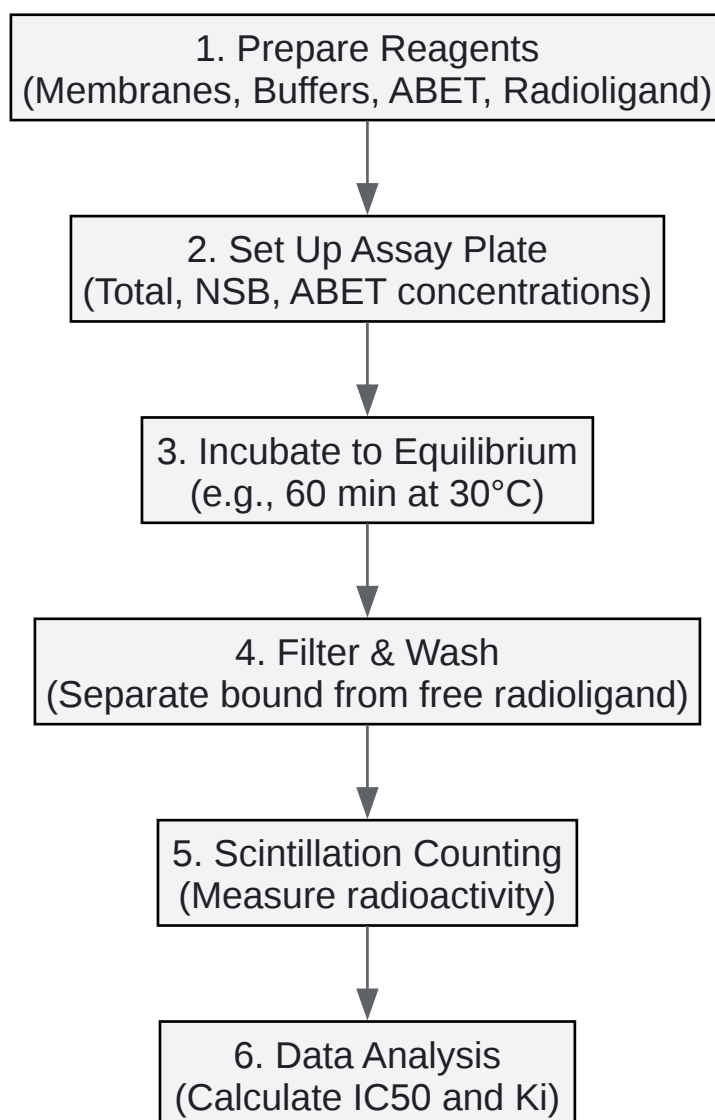 1. Prepare Reagents
(Membranes, Buffers, ABET, Radioligand)
2. Set Up Assay Plate
(Total, NSB, ABET concentrations)
3. Incubate to Equilibrium
(e.g., 60 min at 30°C)
4. Filter & Wash
(Separate bound from free radioligand)
5. Scintillation Counting
(Measure radioactivity)
6. Data Analysis
(Calculate IC50 and Ki)